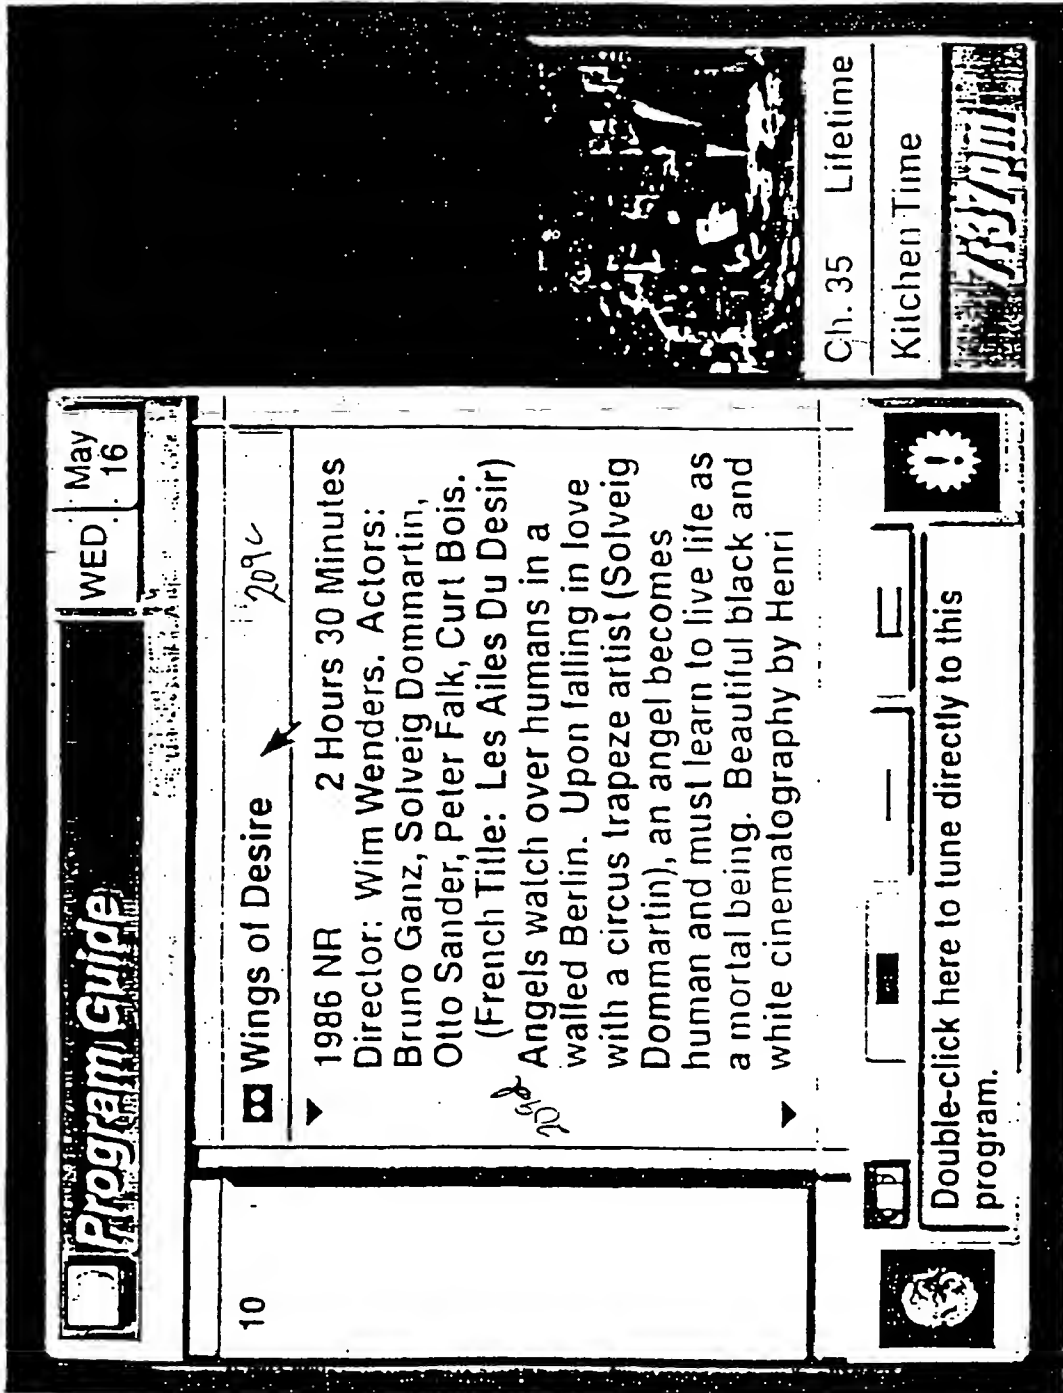 Program Guide
WED May
16
10
Wings of Desire
209c
1986 NR 2 Hours 30 Minutes
Director: Wim Wenders. Actors:
Bruno Ganz, Solveig Dommartin,
Otto Sander, Peter Falk, Curt Bois.
(French Title: Les Ailes Du Desir)
Angels watch over humans in a
walled Berlin. Upon falling in love
with a circus trapeze artist (Solveig
Dommartin), an angel becomes
human and must learn to live life as
a mortal being. Beautiful black and
white cinematography by Henri
Double-click here to tune directly to this
program.
!
Ch. 35 Lifetime
Kitchen Time
7:37pm